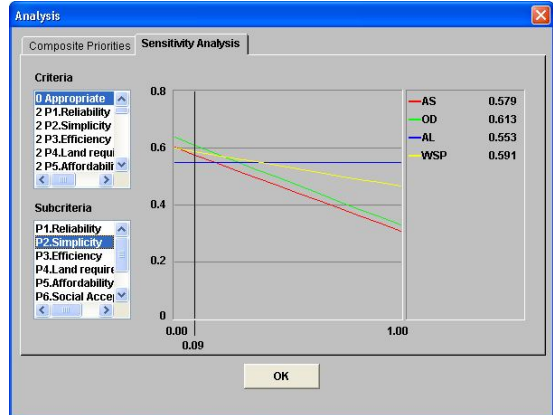 Analysis
Composite Priorities
Sensitivity Analysis
Criteria
0 Appropriate
2 P1.Reliability
2 P2.Simplicity
2 P3.Efficiency
2 P4.Land requi
2 P5.Affordabili
Subcriteria
P1.Reliability
P2.Simplicity
P3.Efficiency
P4.Land require
P5.Affordability
P6.Social Accep
0.8
0.6
0.4
0.2
0
0.00
1.00
0.09
AS 0.579
OD 0.613
AL 0.553
WSP 0.591
OK